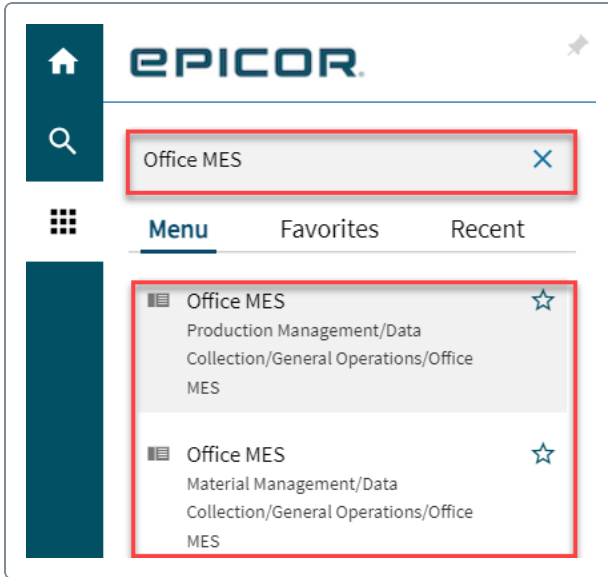 EPICOR
Office MES
Menu Favorites Recent
Office MES
Production Management/Data
Collection/General Operations/Office
MES
Office MES
Material Management/Data
Collection/General Operations/Office
MES